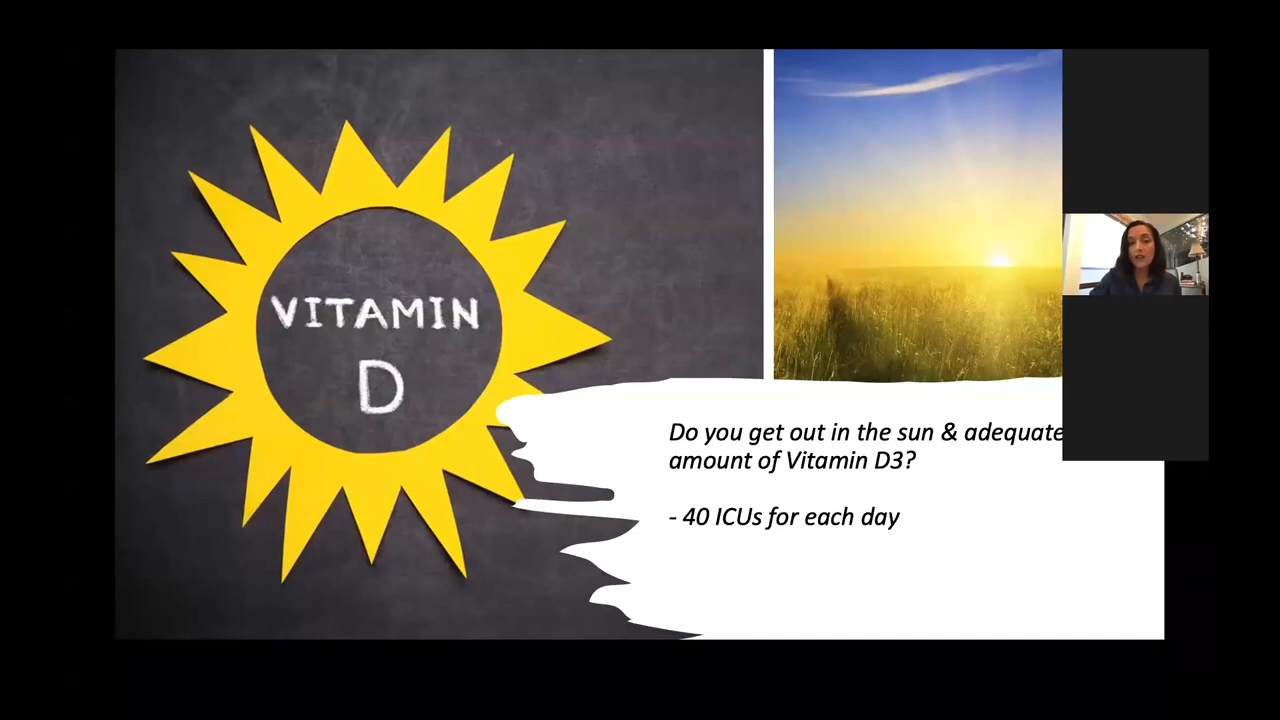 VITAMIN
D
Do you get out in the sun & adequate
amount of Vitamin D3?
- 40 ICUs for each day